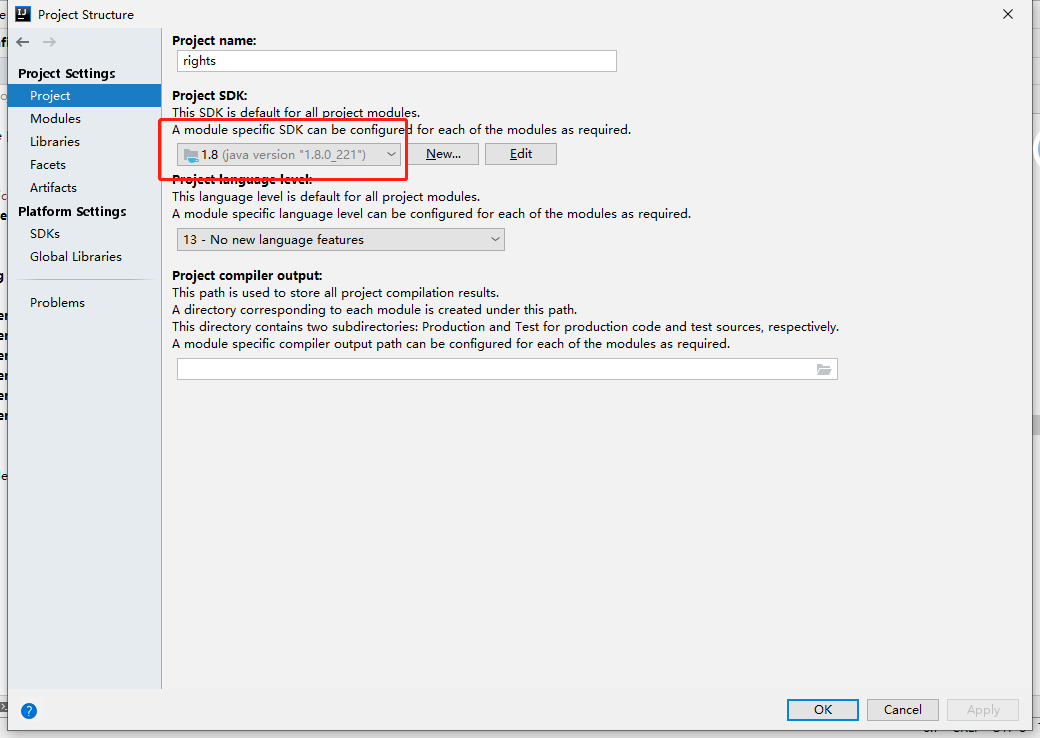 Project Structure
Project Settings
Project
Modules
Libraries
Facets
Artifacts
Platform Settings
SDKs
Global Libraries
Problems
Project name:
rights
Project SDK:
This SDK is default for all project modules.
A module specific SDK can be configured for each of the modules as required.
1.8 (java version "1.8.0_221")
New...
Edit
Project language level:
This language level is default for all project modules.
A module specific language level can be configured for each of the modules as required.
13 - No new language features
Project compiler output:
This path is used to store all project compilation results.
A directory corresponding to each module is created under this path.
This directory contains two subdirectories: Production and Test for production code and test sources, respectively.
A module specific compiler output path can be configured for each of the modules as required.
?
OK
Cancel
Apply